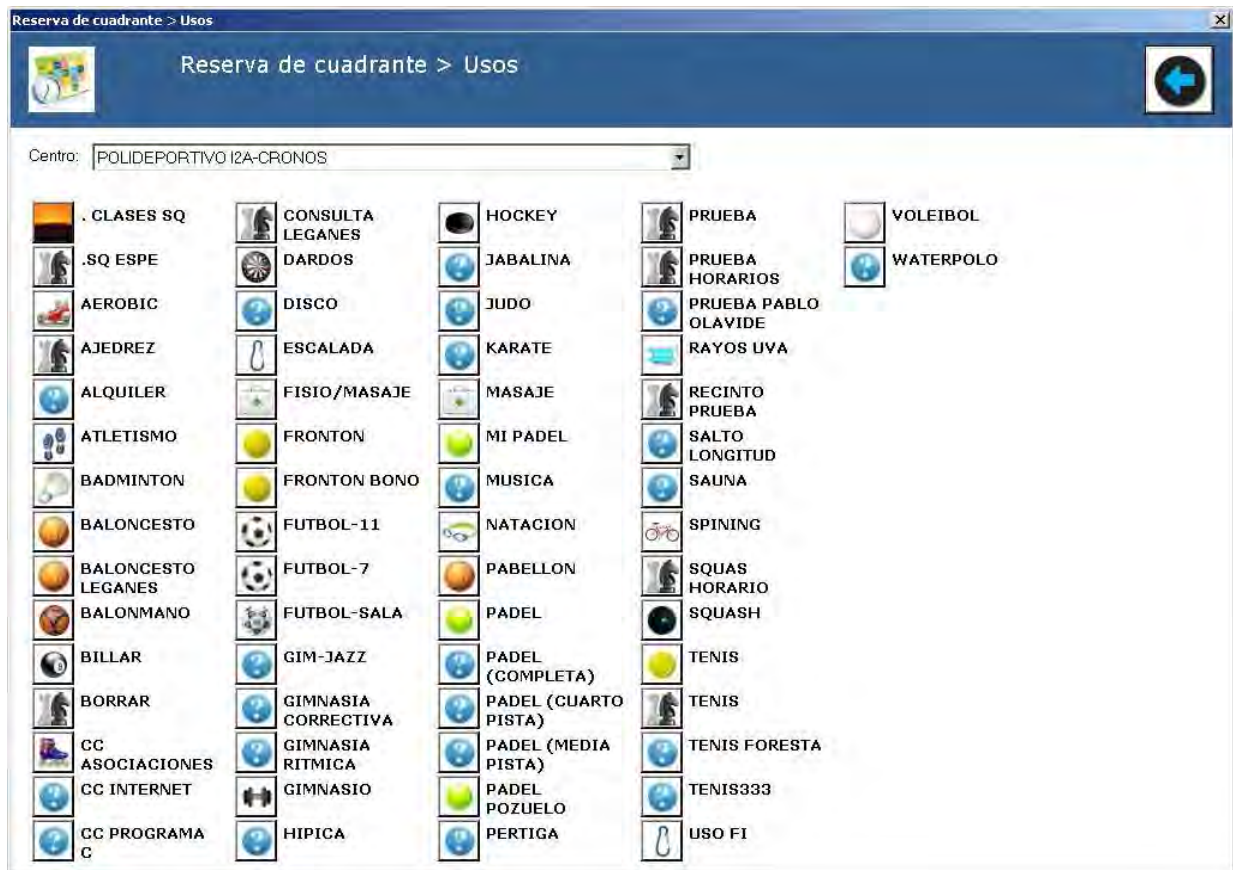 Reserva de cuadrante > Usos
Reserva de cuadrante > Usos
Centro: POLIDEPORTIVO I2A-CRONOS
. CLASES SQ
.SQ ESPE
AEROBIC
AJEDREZ
ALQUILER
ATLETISMO
BADMINTON
BALONCESTO
BALONCESTO
LEGANES
BALONMANO
BILLAR
BORRAR
CC
ASOCIACIONES
CC INTERNET
CC PROGRAMA
C
CONSULTA
LEGANES
DARDOS
DISCO
ESCALADA
FISIO/MASAJE
FRONTON
FRONTON BONO
FUTBOL-11
FUTBOL-7
FUTBOL-SALA
GIM-JAZZ
GIMNASIA
CORRECTIVA
GIMNASIA
RITMICA
GIMNASIO
HIPICA
HOCKEY
JABALINA
JUDO
KARATE
MASAJE
MI PADEL
MUSICA
NATACION
PABELLON
PADEL
PADEL
(COMPLETA)
PADEL (CUARTO
PISTA)
PADEL (MEDIA
PISTA)
PADEL
POZUELO
PERTIGA
PRUEBA
PRUEBA
HORARIOS
PRUEBA PABLO
OLAVIDE
RAYOS UVA
RECINTO
PRUEBA
SALTO
LONGITUD
SAUNA
SPINING
SQUAS
HORARIO
SQUASH
TENIS
TENIS
TENIS FORESTA
TENIS333
USO FI
VOLEIBOL
WATERPOLO